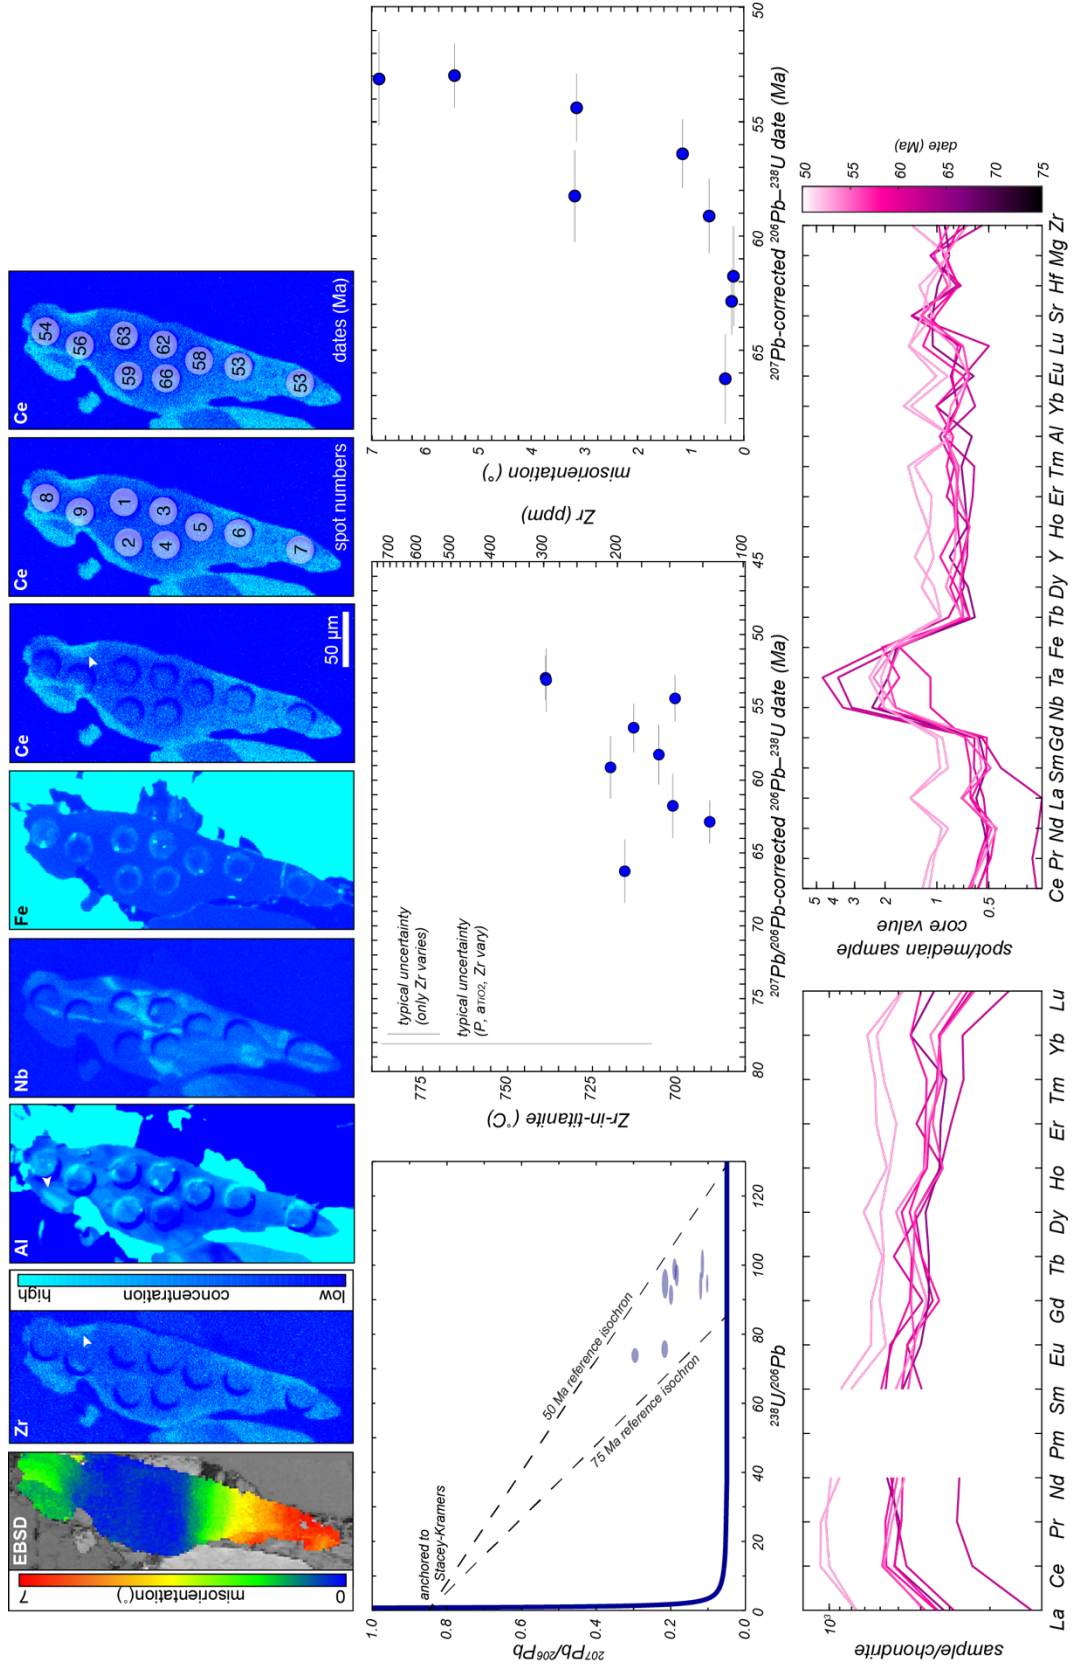 EBSD
7
misorientation(°)
0
Zr
high
concentration
low
Al
Nb
Fe
Ce
50 µm
Ce
8
9
1
2
3
4
5
6
7
spot numbers
Ce
54
56
63
59
62
66
58
53
53
dates (Ma)
1.0
0.8
0.6
0.4
0.2
0.0
207Pb/206Pb
anchored to
Stacey-Kramers
50 Ma reference isochron
75 Ma reference isochron
0 20 40 60 80 100 120
238U/206Pb
typical uncertainty
(only Zr varies)
typical uncertainty
(P, aTiO2, Zr vary)
775
750
725
700
Zr-in-titanite (°C)
80 75 70 65 60 55 50 45
207Pb/206Pb-corrected 206Pb–238U date (Ma)
700
600
500
400
300
200
100
Zr (ppm)
7
6
5
4
3
2
1
0
misorientation (°)
65 60 55 50
207Pb-corrected 206Pb–238U date (Ma)
10³
sample/chondrite
La Ce Pr Nd Pm Sm Eu Gd Tb Dy Ho Er Tm Yb Lu
5
4
3
2
1
0.5
spot/median sample
core value
Ce Pr Nd La Sm Gd Nb Ta Fe Tb Dy Y Ho Er Tm Al Yb Eu Lu Sr Hf Mg Zr
50
55
60
65
70
75
date (Ma)